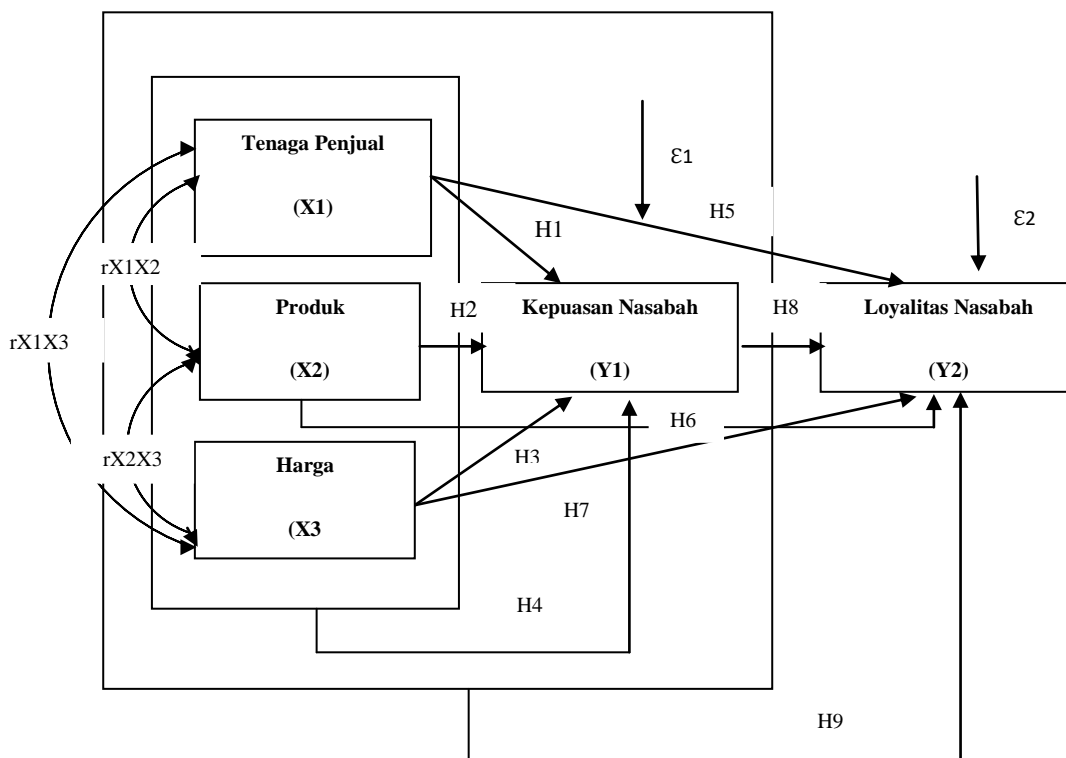 Tenaga Penjual
(X1)
ε1
H5
ε2
H1
rX1X2
Produk
(X2)
H2
Kepuasan Nasabah
(Y1)
H8
Loyalitas Nasabah
(Y2)
rX1X3
H6
rX2X3
Harga
(X3
H3
H7
H4
H9